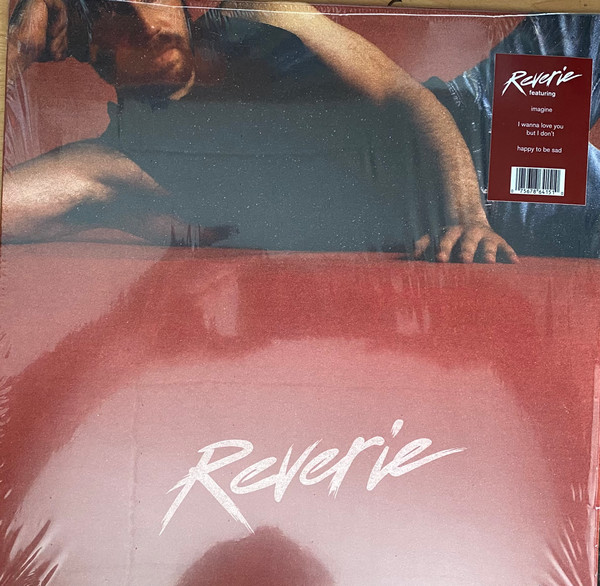 Reverie
featuring
imagine
I wanna love you
but I don't
happy to be sad
Reverie